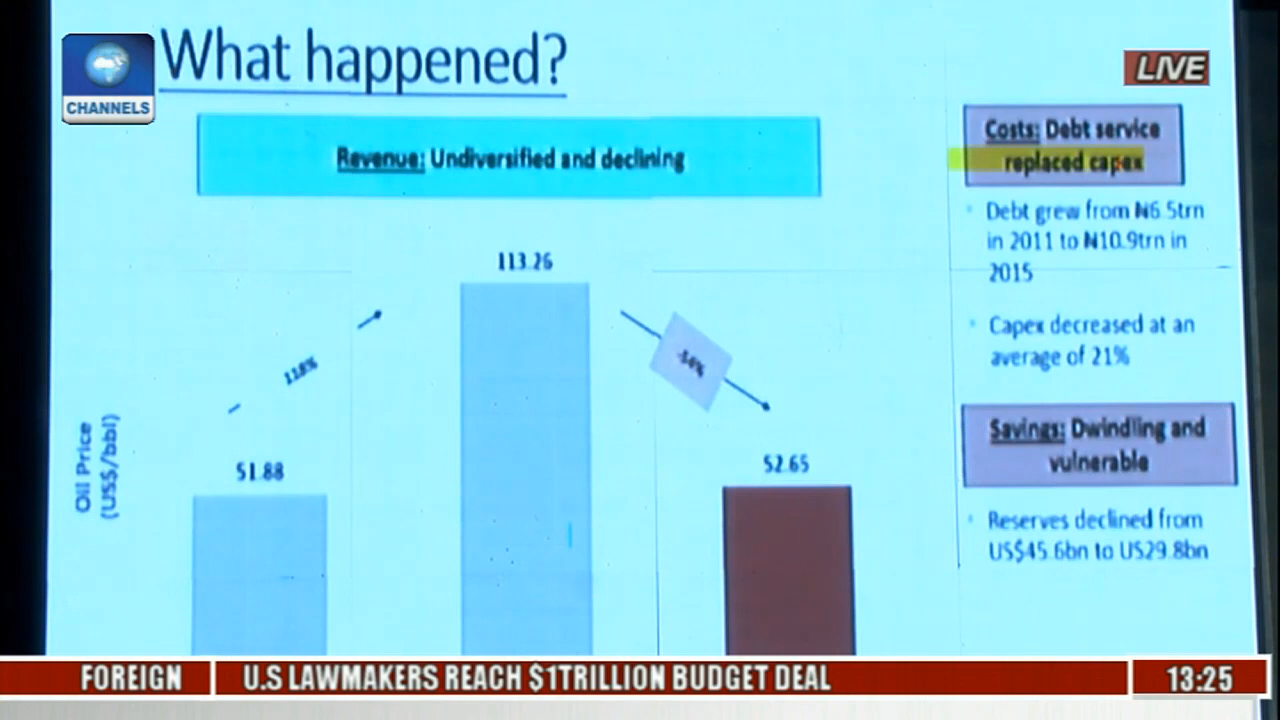 CHANNELS
What happened?
LIVE
Revenue: Undiversified and declining
Costs: Debt service
replaced capex
Debt grew from ₦6.5trn
in 2011 to ₦10.9trn in
2015
Capex decreased at an
average of 21%
Savings: Dwindling and
vulnerable
Reserves declined from
US$45.6bn to US29.8bn
113.26
118%
-54%
51.88
52.65
Oil Price
(US$/bbl)
FOREIGN
U.S LAWMAKERS REACH $1TRILLION BUDGET DEAL
13:25